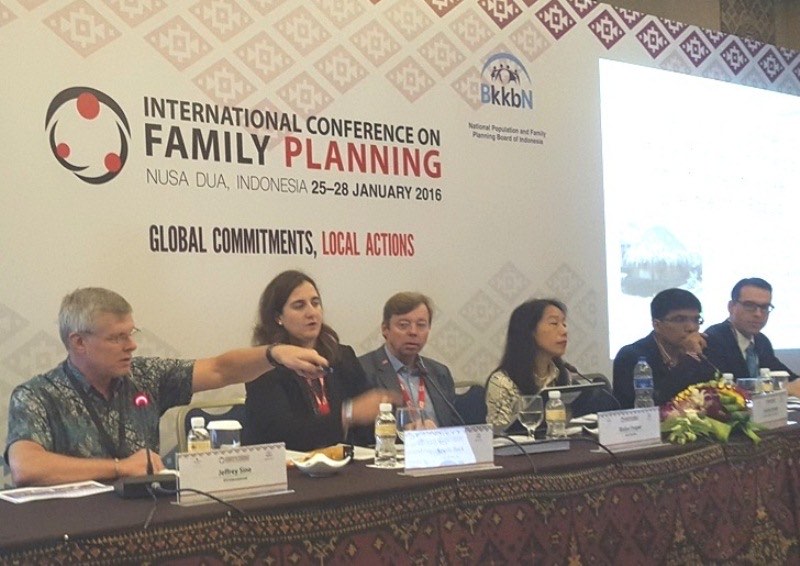 INTERNATIONAL CONFERENCE ON
FAMILY PLANNING
NUSA DUA, INDONESIA 25–28 JANUARY 2016
GLOBAL COMMITMENTS, LOCAL ACTIONS
BkkbN
National Population and Family
Planning Board of Indonesia
Jeffrey Sine